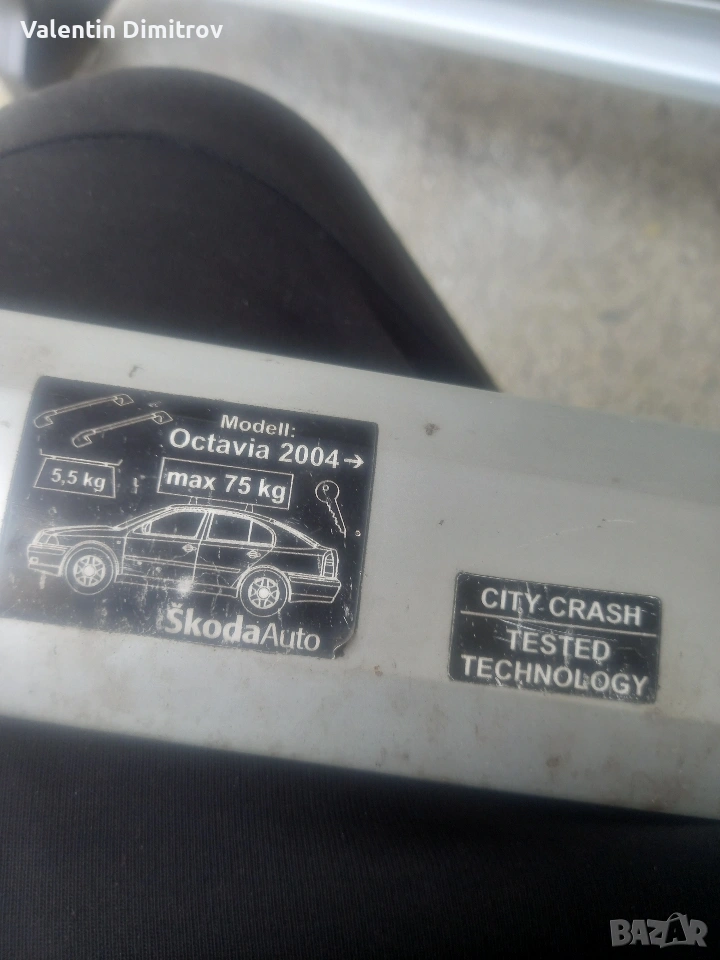 Valentin Dimitrov
Modell:
Octavia 2004→
5,5 kg
max 75 kg
ŠkodaAuto
CITY CRASH
TESTED
TECHNOLOGY
BAZAR